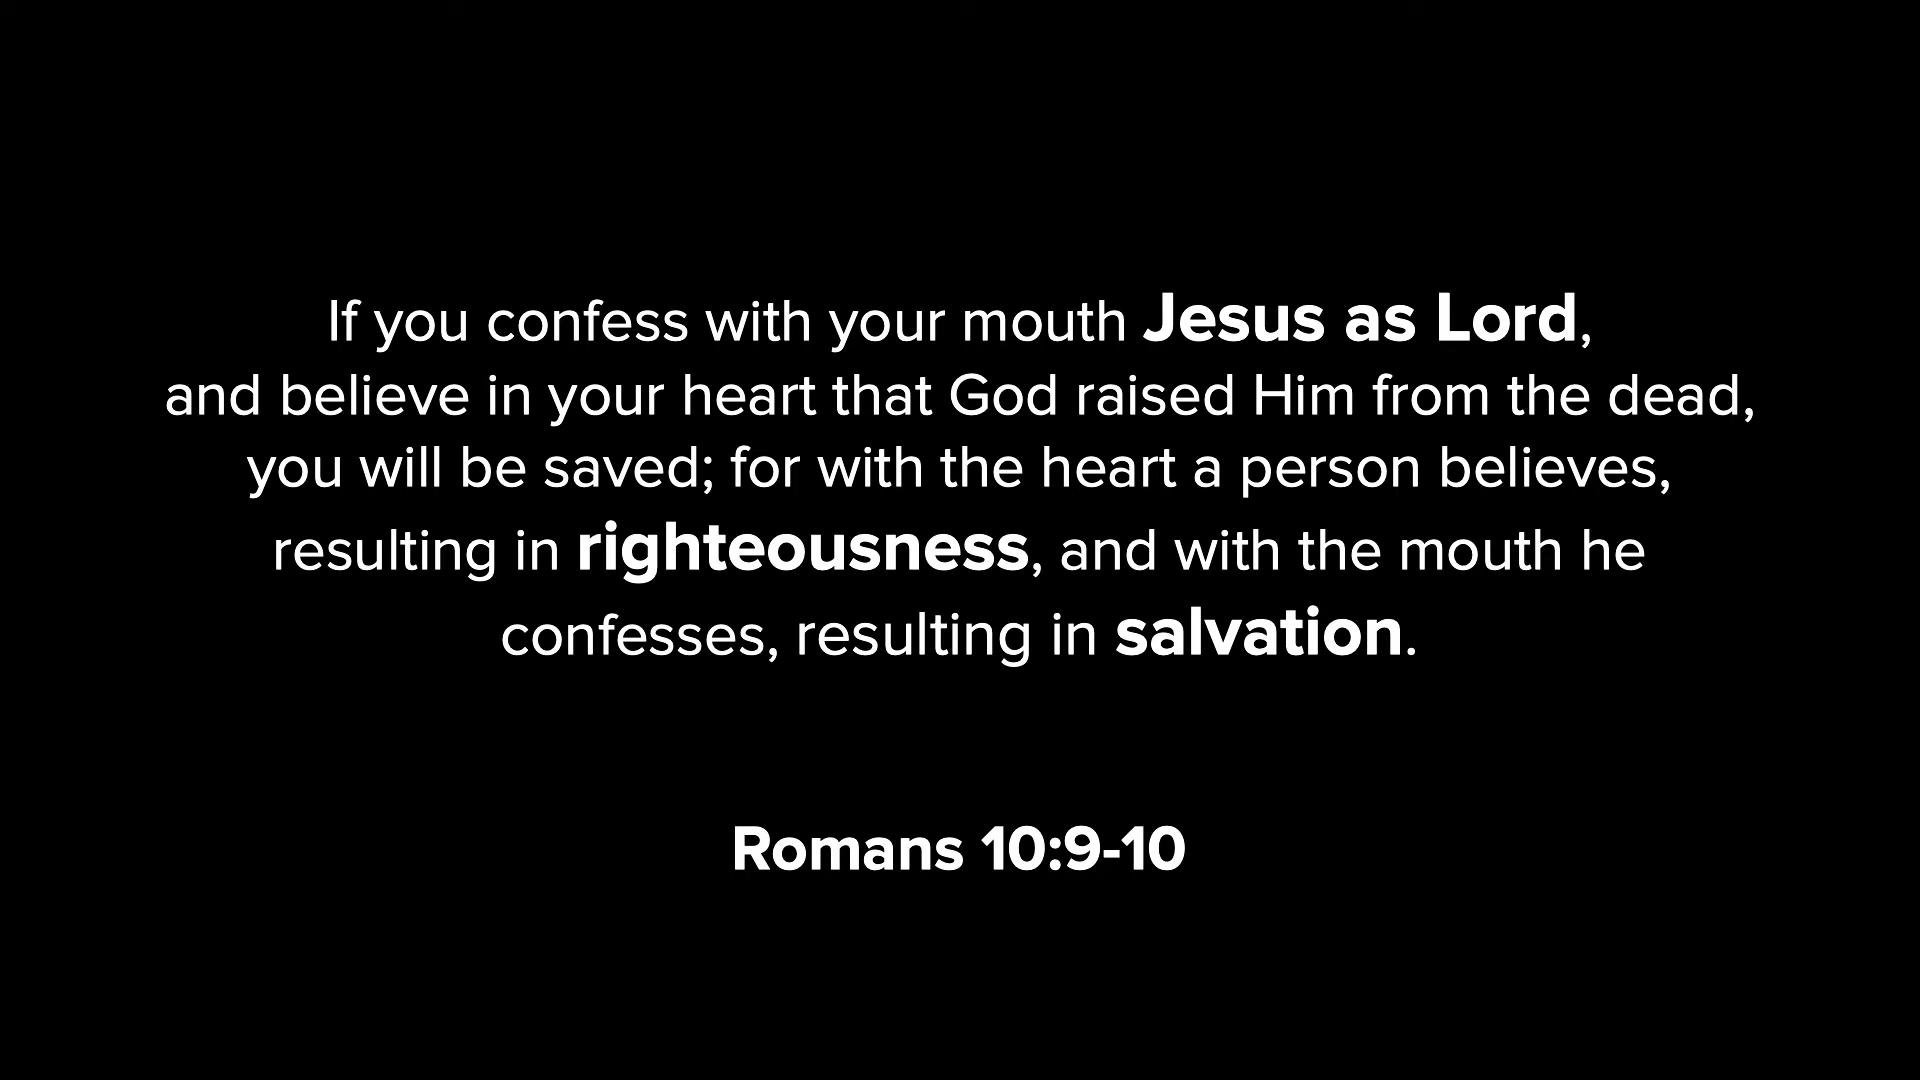 If you confess with your mouth Jesus as Lord,
and believe in your heart that God raised Him from the dead,
you will be saved; for with the heart a person believes,
resulting in righteousness, and with the mouth he
confesses, resulting in salvation.
Romans 10:9-10